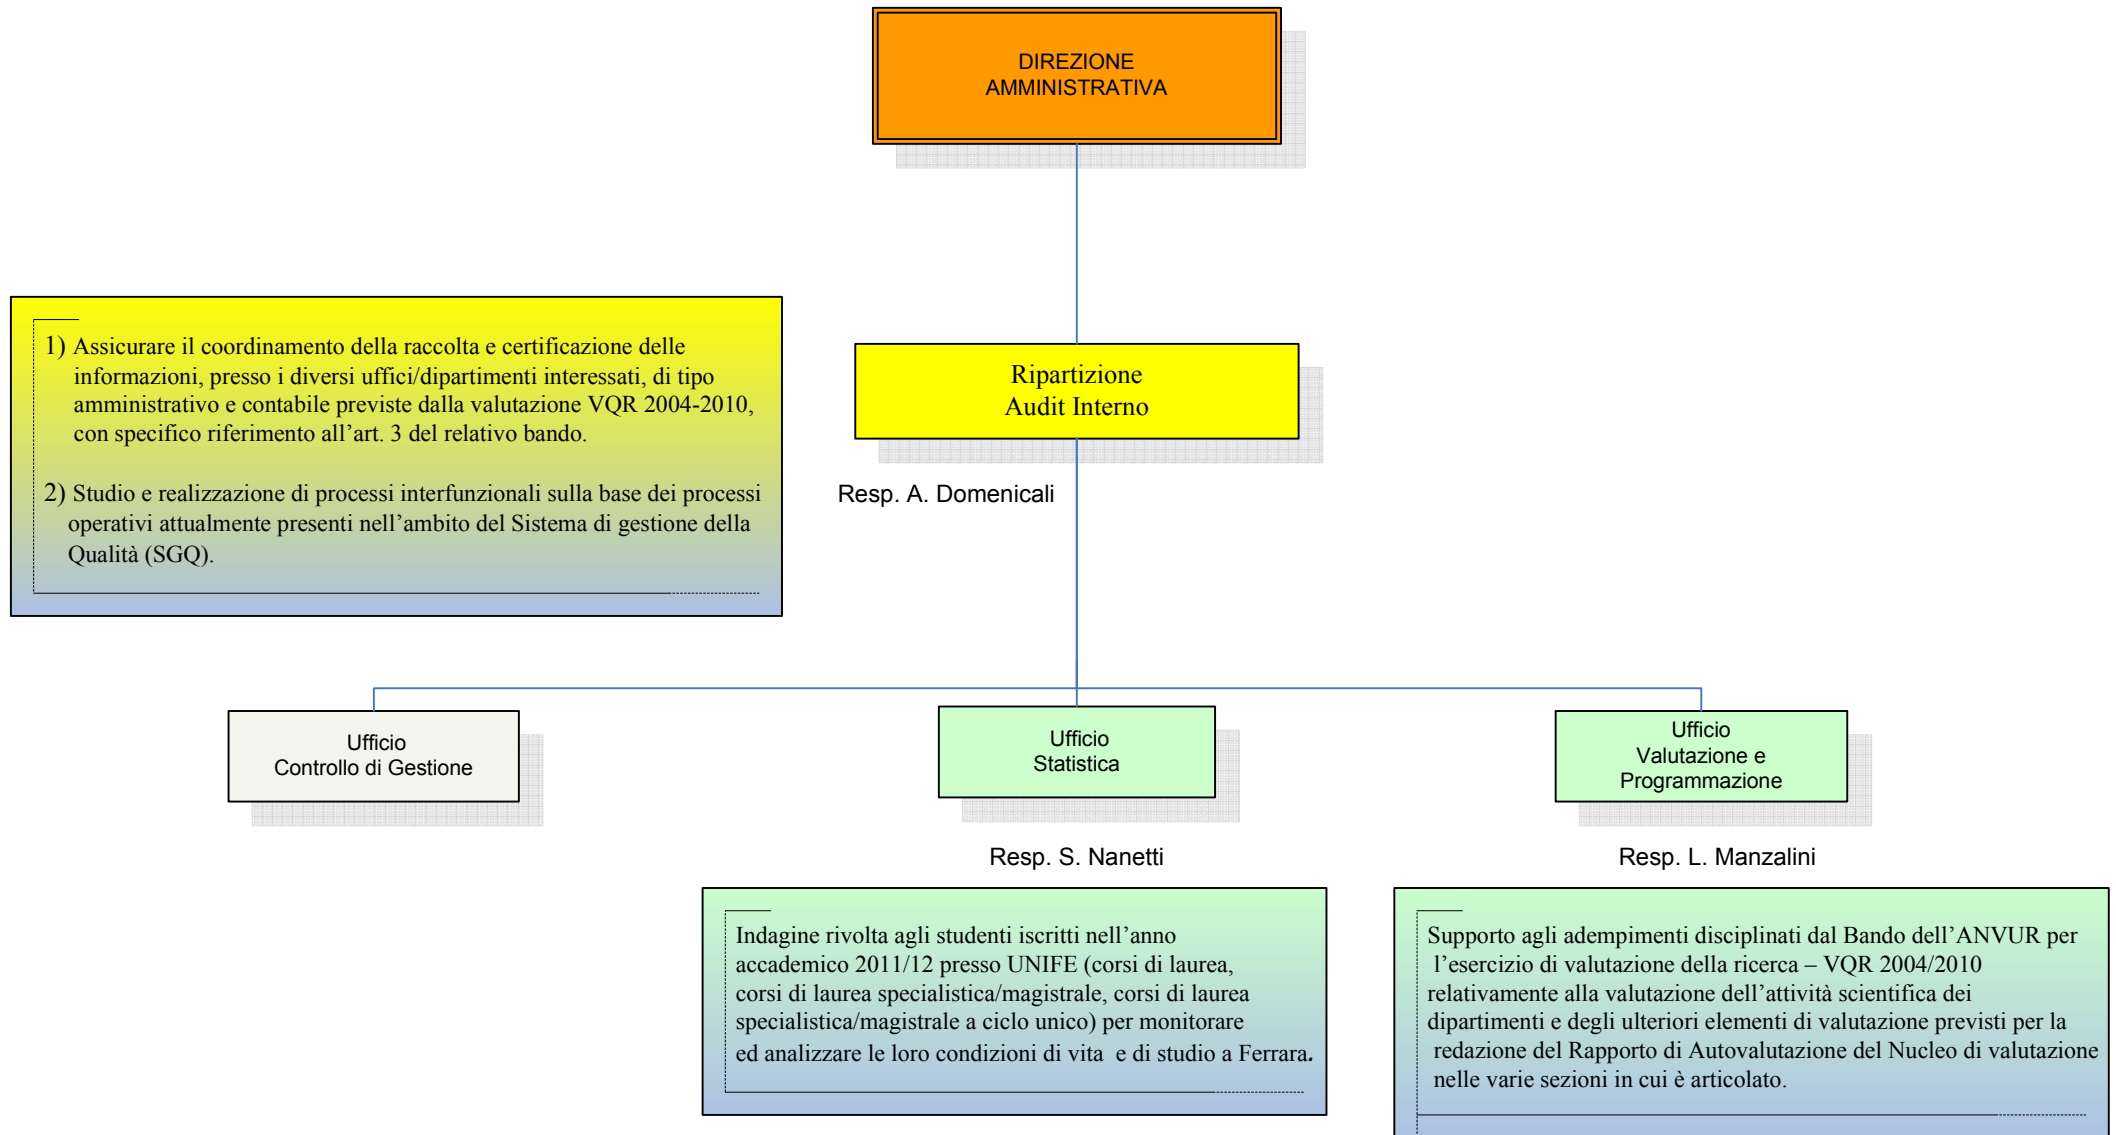 DIREZIONE
AMMINISTRATIVA
1) Assicurare il coordinamento della raccolta e certificazione delle
informazioni, presso i diversi uffici/dipartimenti interessati, di tipo
amministrativo e contabile previste dalla valutazione VQR 2004-2010,
con specifico riferimento all’art. 3 del relativo bando.
2) Studio e realizzazione di processi interfunzionali sulla base dei processi
operativi attualmente presenti nell’ambito del Sistema di gestione della
Qualità (SGQ).
Ripartizione
Audit Interno
Resp. A. Domenicali
Ufficio
Controllo di Gestione
Ufficio
Statistica
Resp. S. Nanetti
Indagine rivolta agli studenti iscritti nell’anno
accademico 2011/12 presso UNIFE (corsi di laurea,
corsi di laurea specialistica/magistrale, corsi di laurea
specialistica/magistrale a ciclo unico) per monitorare
ed analizzare le loro condizioni di vita e di studio a Ferrara.
Ufficio
Valutazione e
Programmazione
Resp. L. Manzalini
Supporto agli adempimenti disciplinati dal Bando dell’ANVUR per
l’esercizio di valutazione della ricerca – VQR 2004/2010
relativamente alla valutazione dell’attività scientifica dei
dipartimenti e degli ulteriori elementi di valutazione previsti per la
redazione del Rapporto di Autovalutazione del Nucleo di valutazione
nelle varie sezioni in cui è articolato.